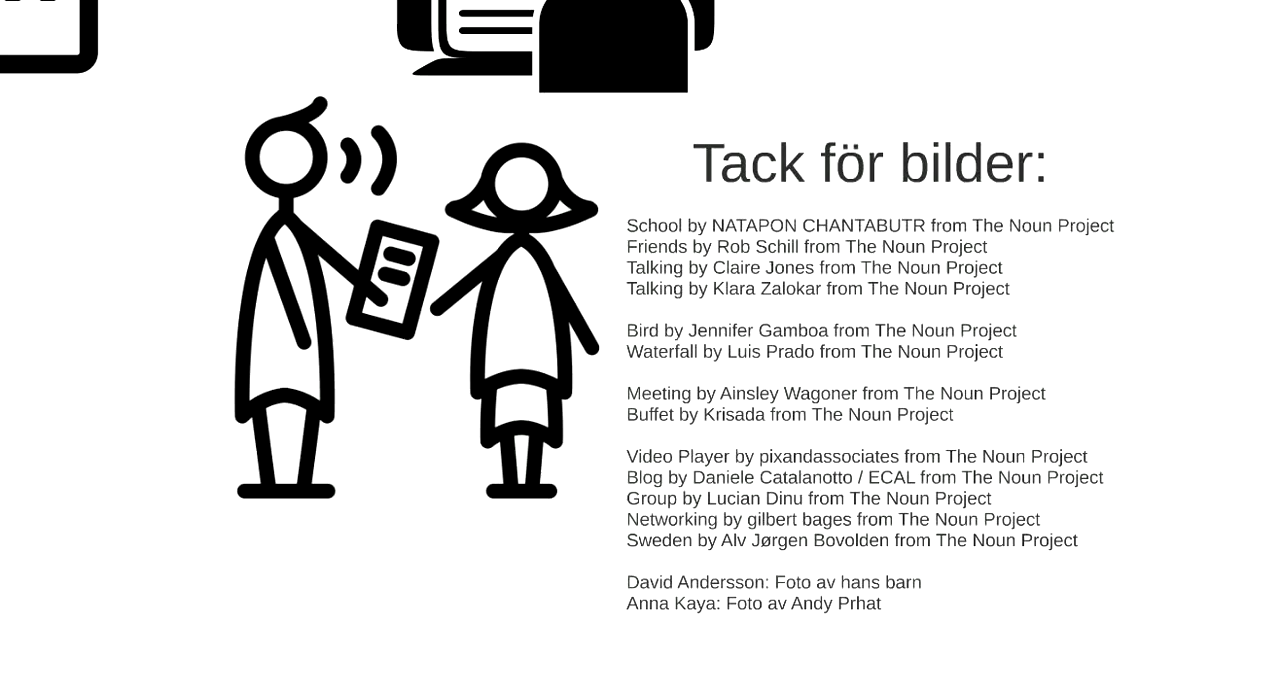 Tack för bilder:
School by NATAPON CHANTABUTR from The Noun Project
Friends by Rob Schill from The Noun Project
Talking by Claire Jones from The Noun Project
Talking by Klara Zalokar from The Noun Project
Bird by Jennifer Gamboa from The Noun Project
Waterfall by Luis Prado from The Noun Project
Meeting by Ainsley Wagoner from The Noun Project
Buffet by Krisada from The Noun Project
Video Player by pixandassociates from The Noun Project
Blog by Daniele Catalanotto / ECAL from The Noun Project
Group by Lucian Dinu from The Noun Project
Networking by gilbert bages from The Noun Project
Sweden by Alv Jørgen Bovolden from The Noun Project
David Andersson: Foto av hans barn
Anna Kaya: Foto av Andy Prhat